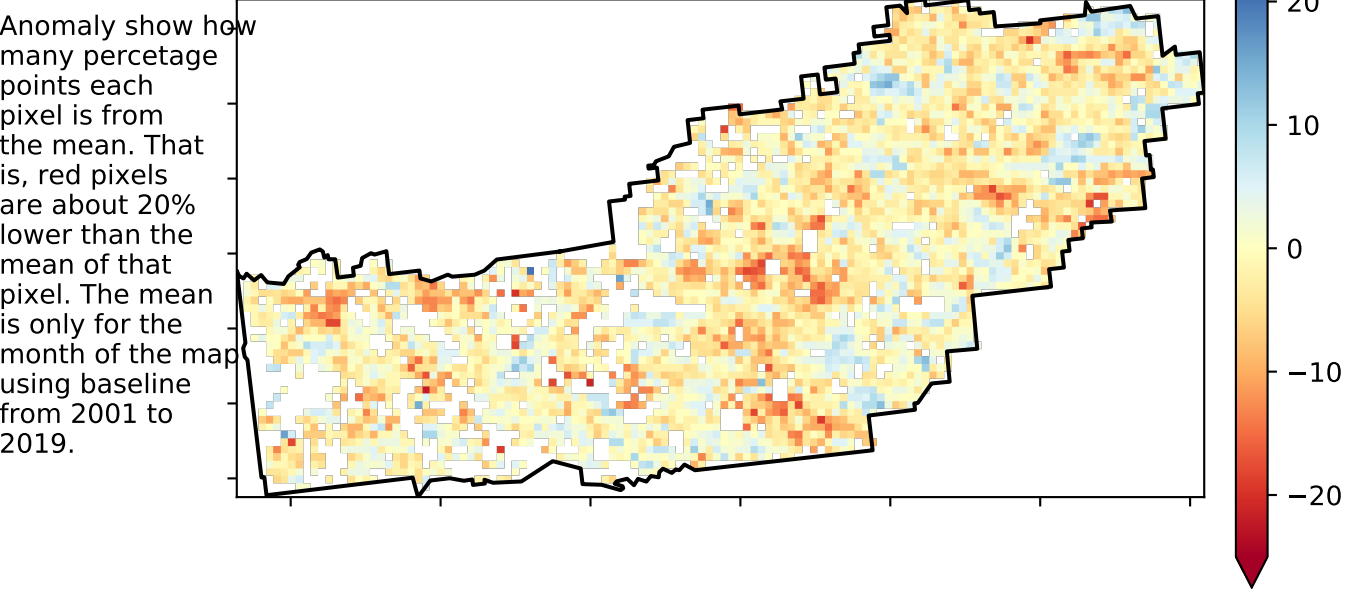 Anomaly show how
many percetage
points each
pixel is from
the mean. That
is, red pixels
are about 20%
lower than the
mean of that
pixel. The mean
is only for the
month of the map
using baseline
from 2001 to
2019.
20
10
0
−10
−20